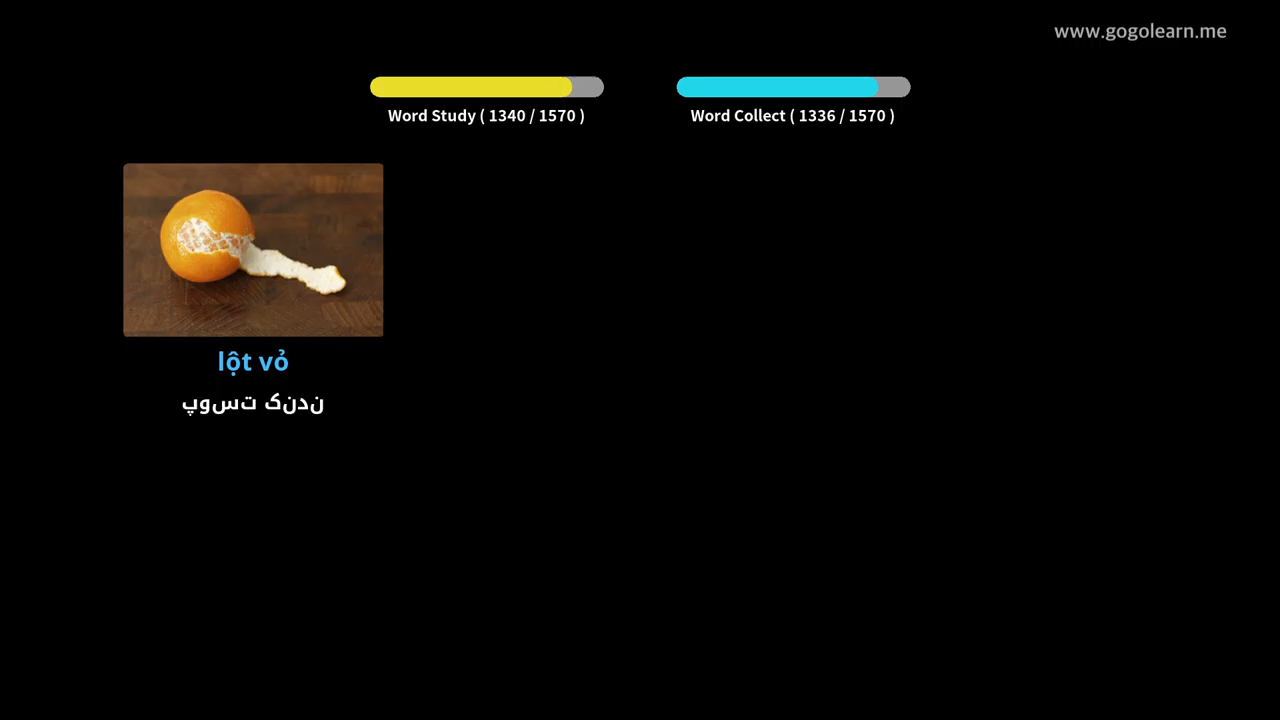 www.gogolearn.me
Word Study ( 1340 / 1570 )
Word Collect ( 1336 / 1570 )
lột vỏ
پوست کندن